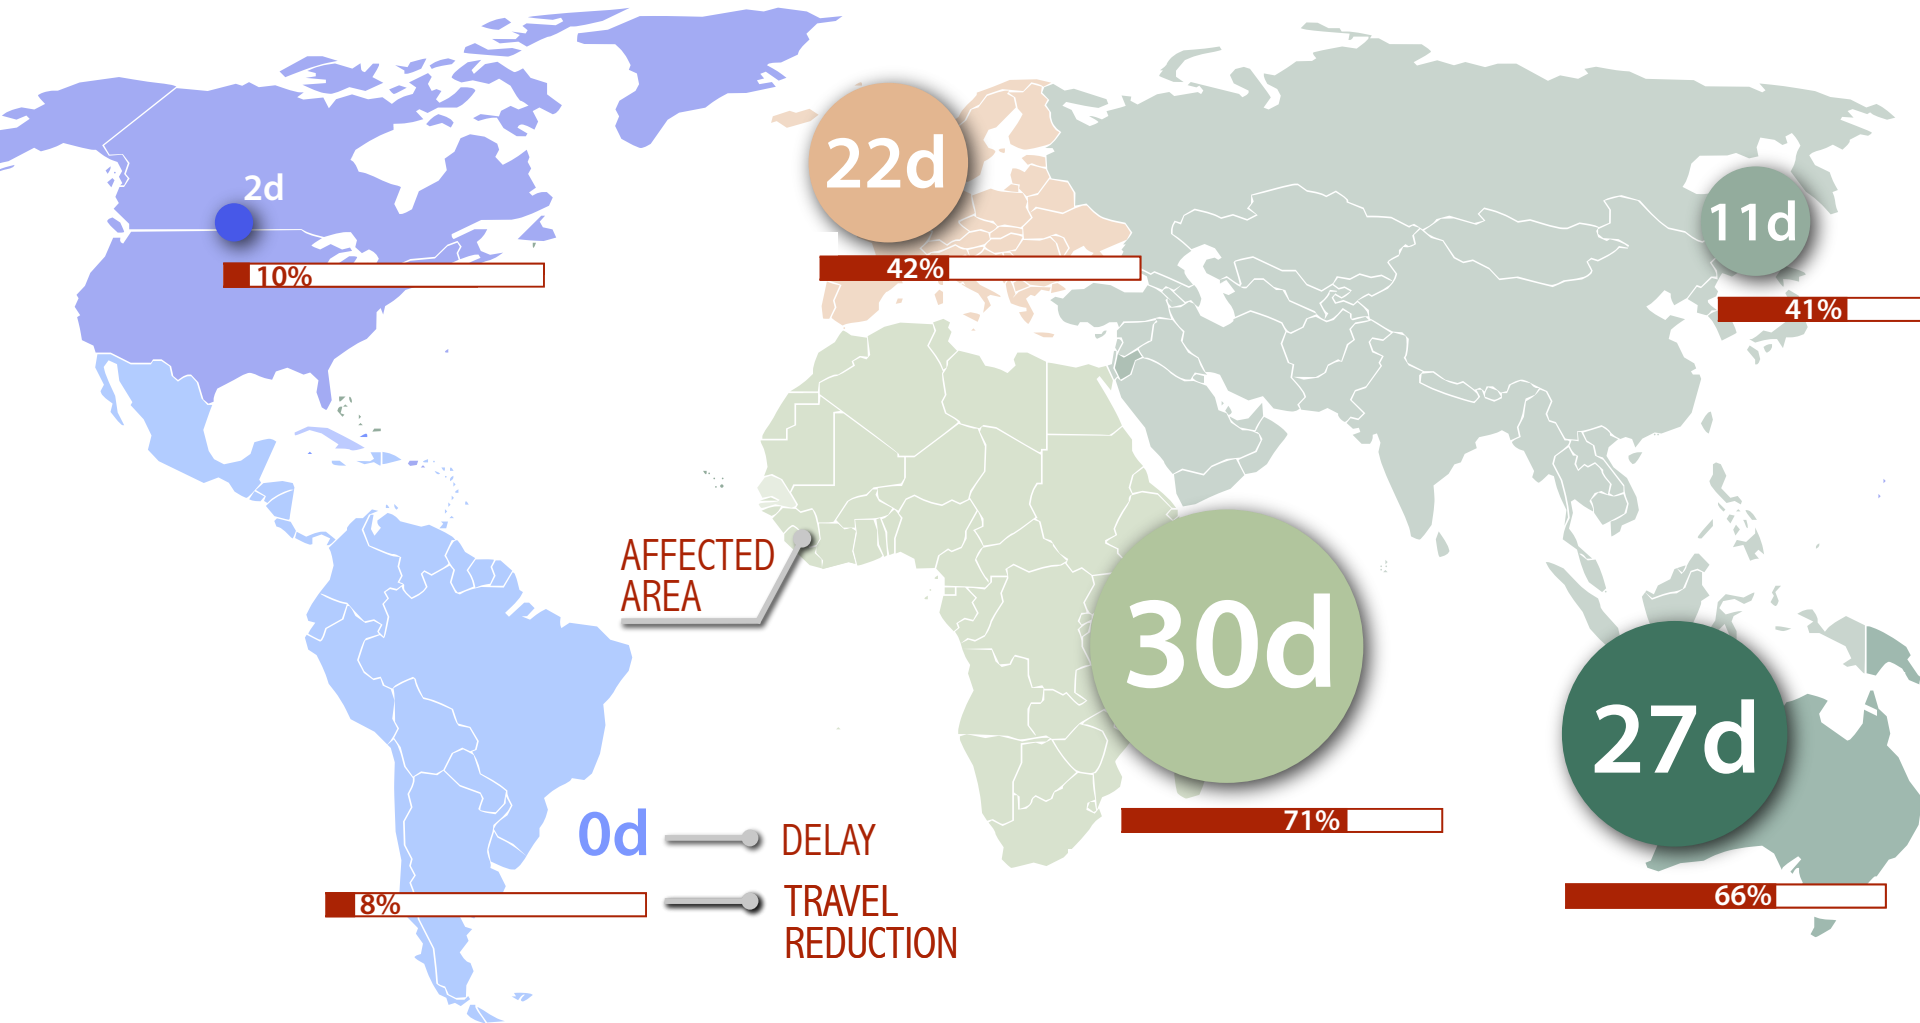 22d
2d
11d
10%
42%
41%
AFFECTED
AREA
30d
27d
0d
DELAY
71%
8%
TRAVEL
REDUCTION
66%